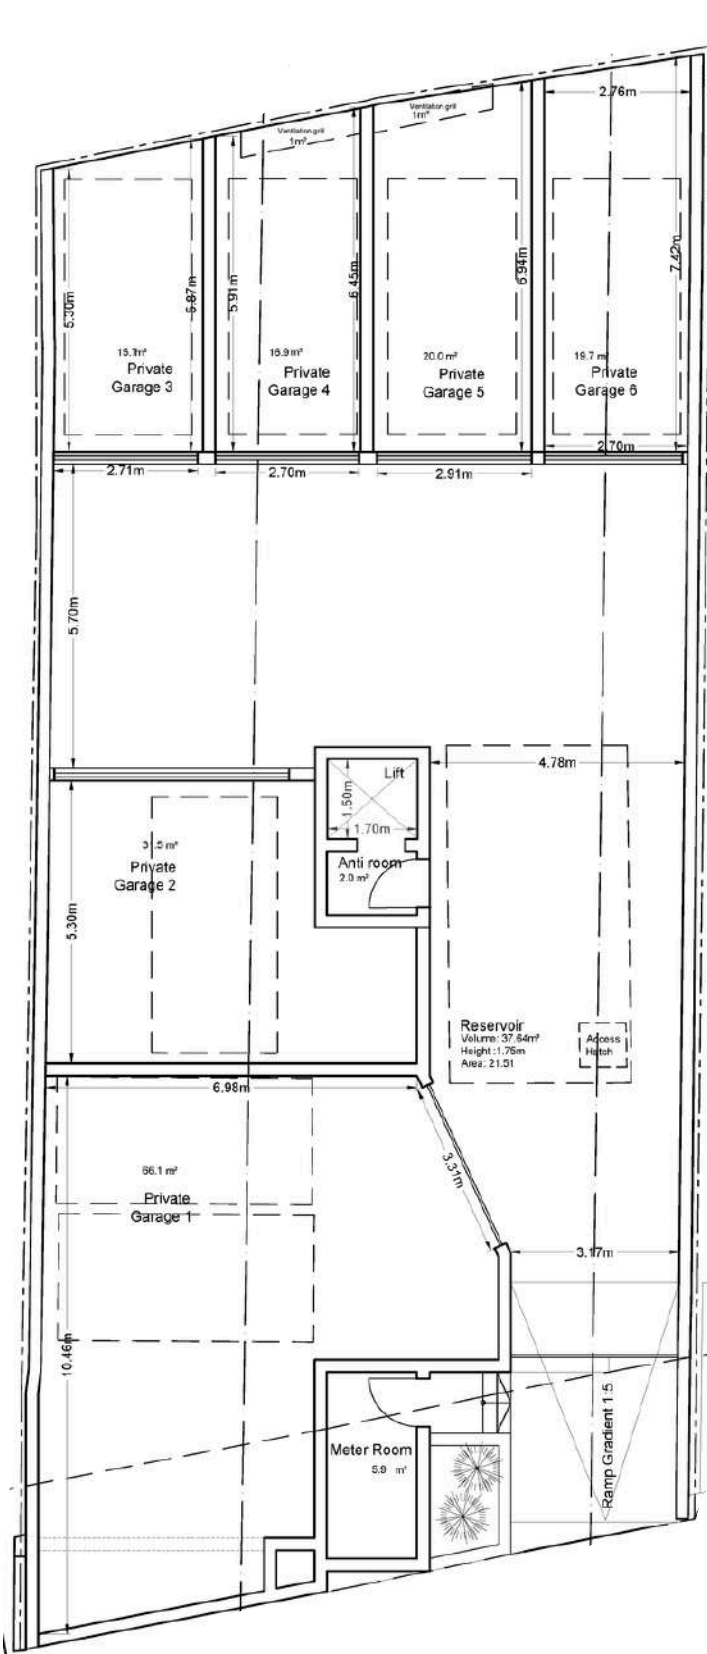 2.76m
Ventilation grill
1m²
Ventilation grill
1m²
5.30m
5.87m
5.91m
6.45m
6.94m
7.42m
15.7m²
Private
Garage 3
16.9 m²
Private
Garage 4
20.0 m²
Private
Garage 5
19.7 m²
Private
Garage 6
2.71m
2.70m
2.91m
2.70m
5.70m
4.78m
Lift
1.50m
1.70m
Anti room
2.0 m²
31.5 m²
Private
Garage 2
5.30m
Reservoir
Volume: 37.64m³
Height :1.75m
Area: 21.51
Access
Hatch
6.98m
3.31m
66.1 m²
Private
Garage 1
3.17m
10.46m
Ramp Gradient 1:5
Meter Room
5.9 m²